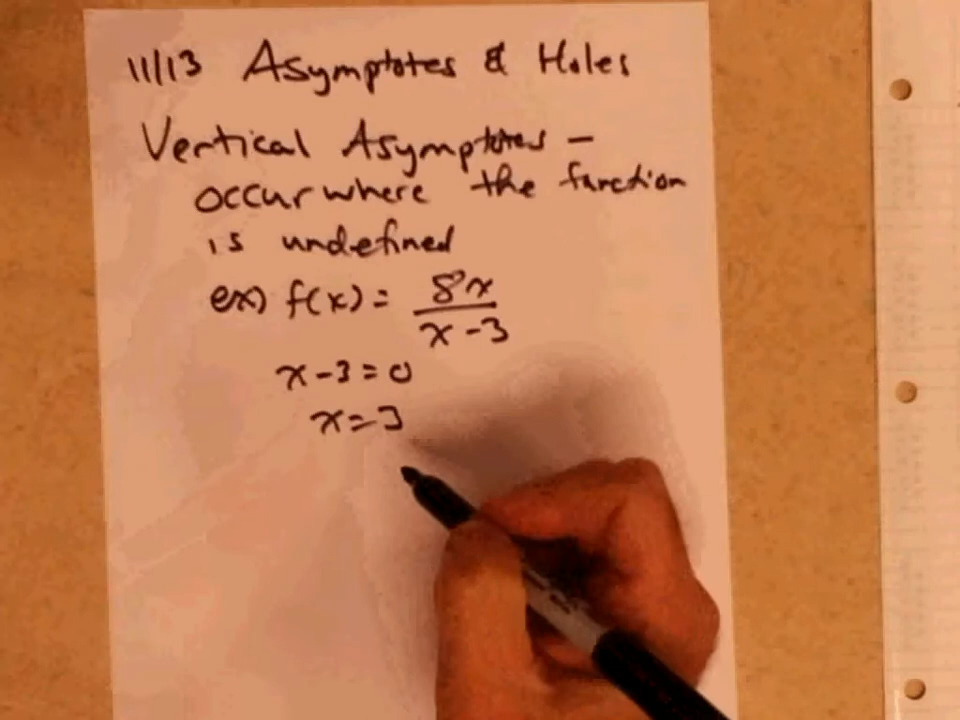 11/13 Asymptotes & Holes
Vertical Asymptotes –
occur where the function
is undefined
ex) f(x) = 8x / x - 3
x - 3 = 0
x = 3